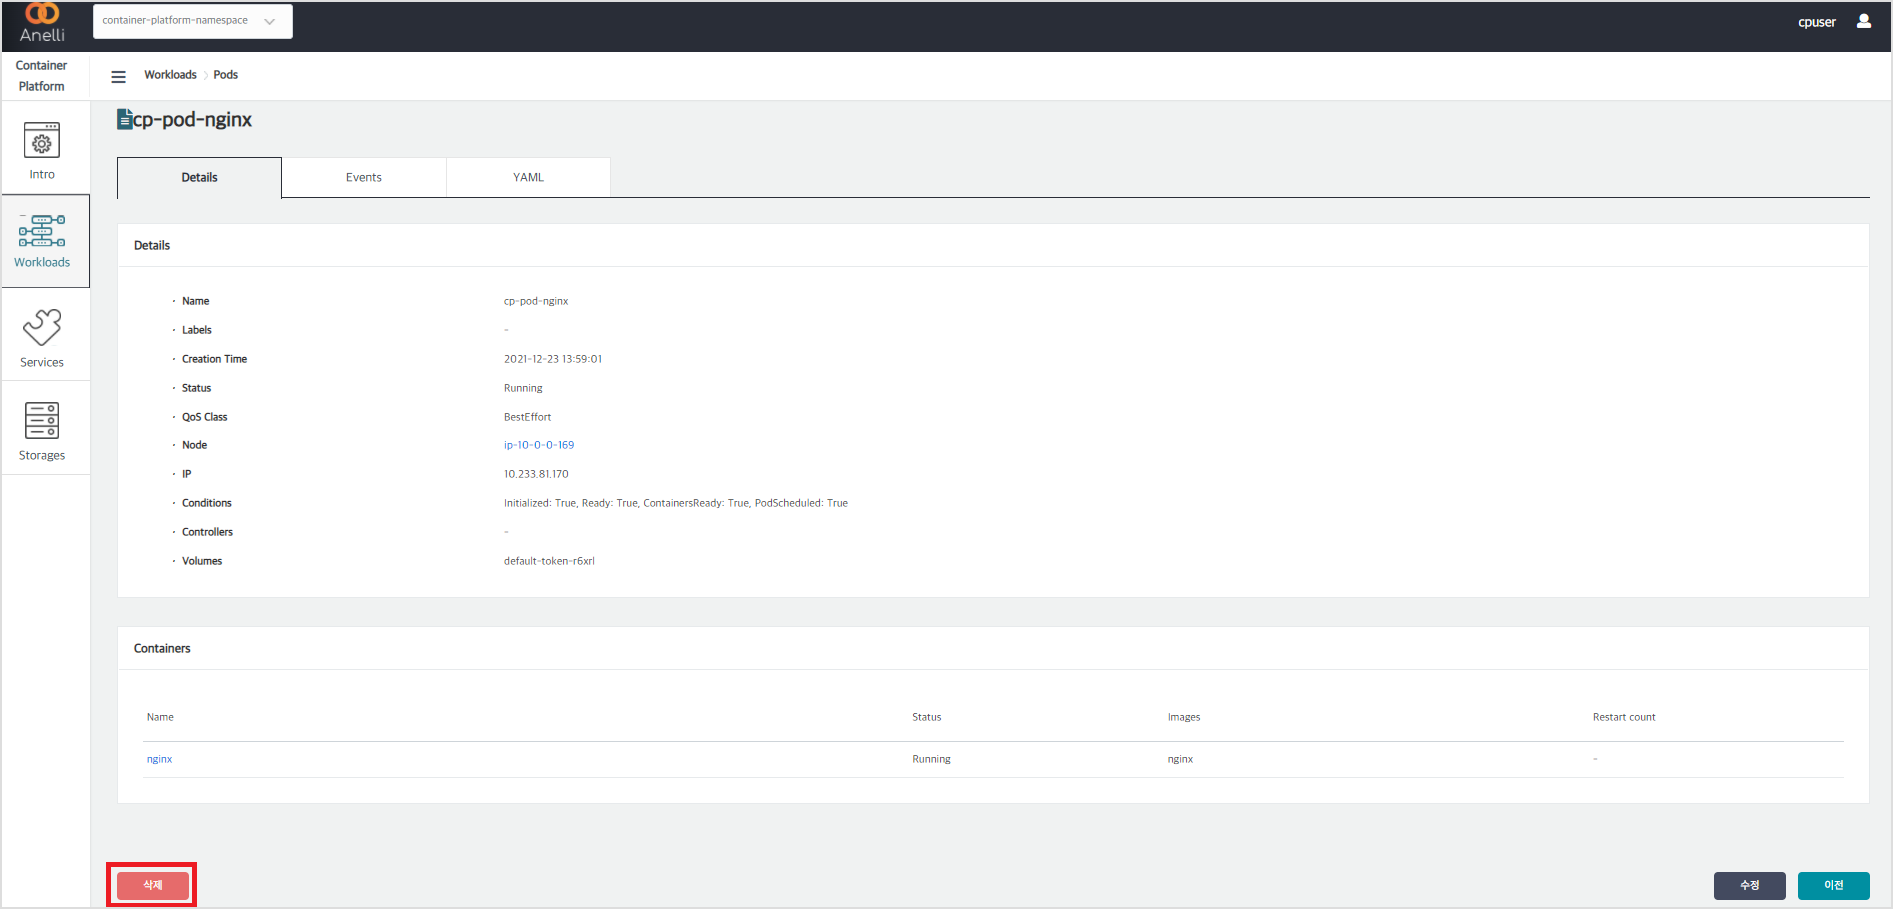 Anelli
container-platform-namespace
cpuser
Container
Platform
Workloads
Pods
Intro
Workloads
Services
Storages
cp-pod-nginx
Details
Events
YAML
Details
Name cp-pod-nginx
Labels -
Creation Time 2021-12-23 13:59:01
Status Running
QoS Class BestEffort
Node ip-10-0-0-169
IP 10.233.81.170
Conditions Initialized: True, Ready: True, ContainersReady: True, PodScheduled: True
Controllers -
Volumes default-token-r6xrl
Containers
Name Status Images Restart count
nginx Running nginx -
삭제
수정
이전